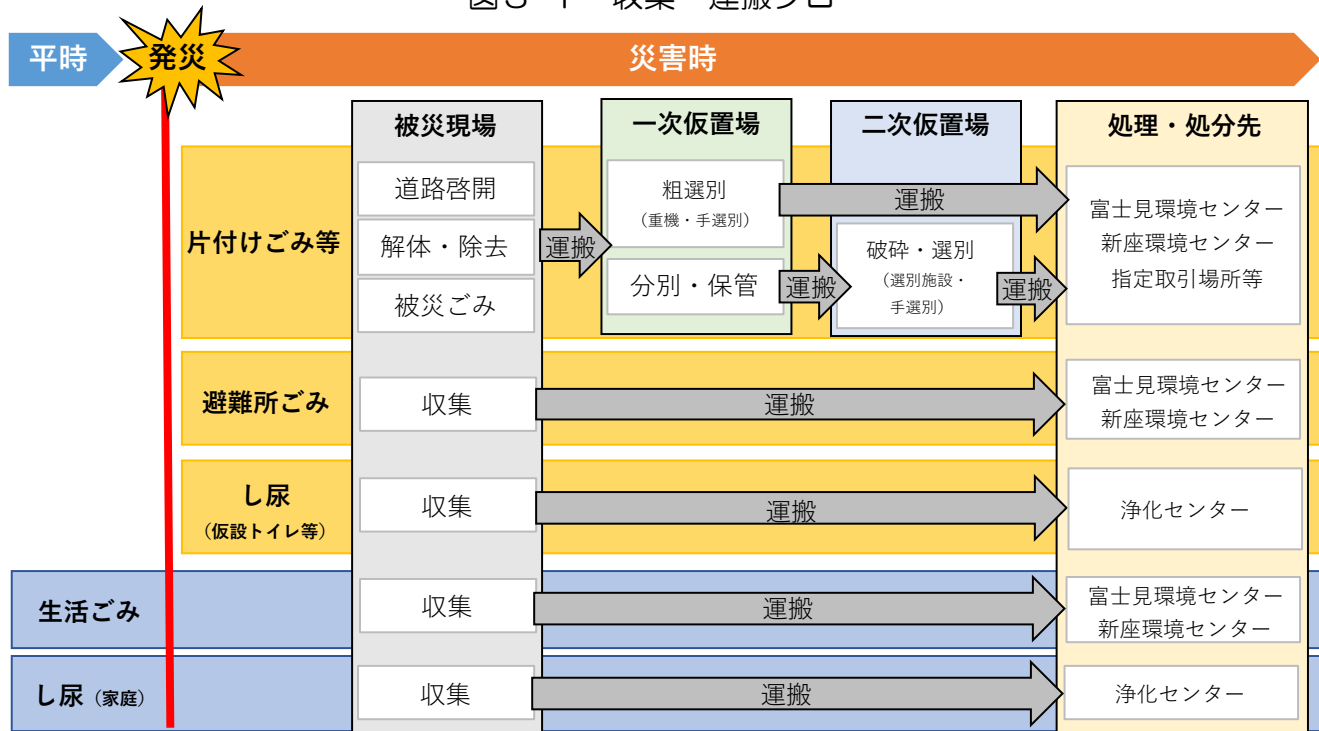 平時
発災
災害時
被災現場
一次仮置場
二次仮置場
処理・処分先
片付けごみ等
道路啓開
解体・除去
被災ごみ
運搬
粗選別
（重機・手選別）
分別・保管
運搬
運搬
破砕・選別
（選別施設・
手選別）
運搬
富士見環境センター
新座環境センター
指定取引場所等
避難所ごみ
収集
運搬
富士見環境センター
新座環境センター
し尿
（仮設トイレ等）
収集
運搬
浄化センター
生活ごみ
収集
運搬
富士見環境センター
新座環境センター
し尿（家庭）
収集
運搬
浄化センター